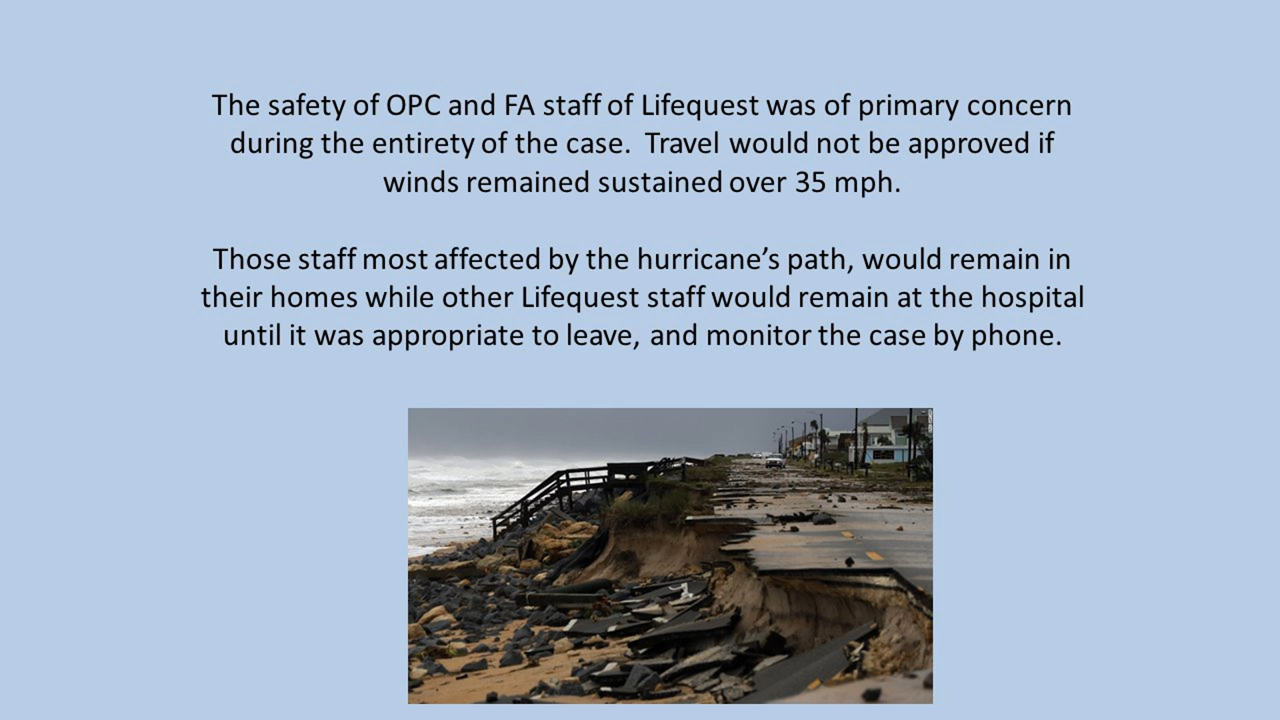 The safety of OPC and FA staff of Lifequest was of primary concern
during the entirety of the case.  Travel would not be approved if
winds remained sustained over 35 mph.
Those staff most affected by the hurricane’s path, would remain in
their homes while other Lifequest staff would remain at the hospital
until it was appropriate to leave, and monitor the case by phone.